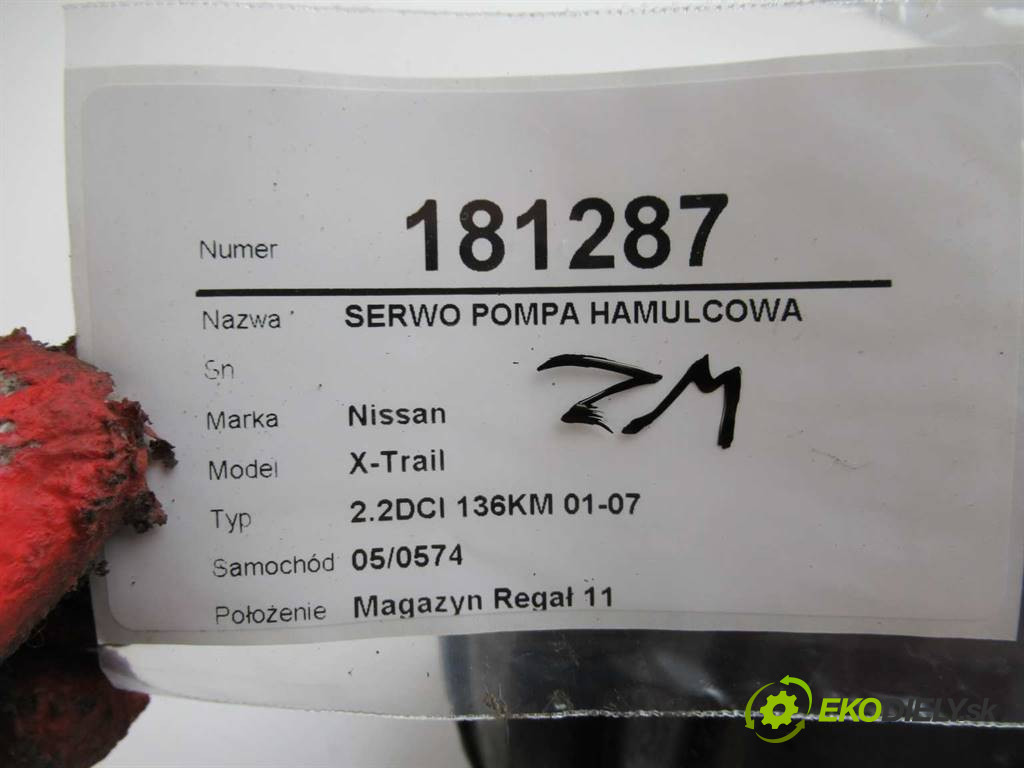 Numer 181287
Nazwa SERWO POMPA HAMULCOWA
Sn
ZM
Marka Nissan
Model X-Trail
Typ 2.2DCI 136KM 01-07
Samochód 05/0574
Położenie Magazyn Regał 11
EKODIELY.sk